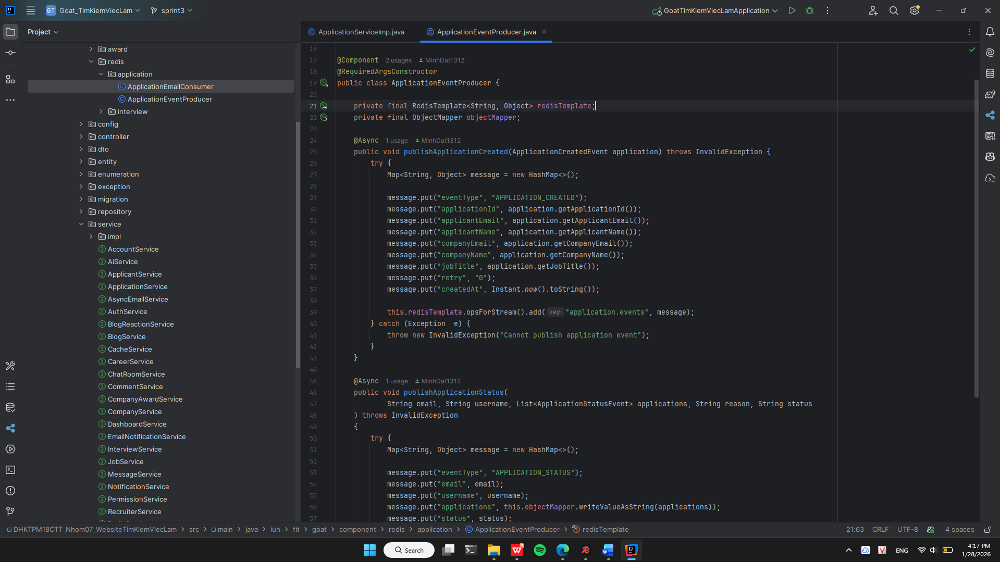 GT Goat_TimKiemViecLam sprint3 GoatTimKiemViecLamApplication
Project
ApplicationServiceImp.java ApplicationEventProducer.java
award
redis
application
ApplicationEmailConsumer
ApplicationEventProducer
interview
config
controller
dto
entity
enumeration
exception
migration
repository
service
impl
AccountService
AiService
ApplicantService
ApplicationService
AsyncEmailService
AuthService
BlogReactionService
BlogService
CacheService
CareerService
ChatRoomService
CommentService
CompanyAwardService
CompanyService
DashboardService
EmailNotificationService
InterviewService
JobService
MessageService
NotificationService
PermissionService
RecruiterService
16
17 @Component 2 usages MinhDat1312
18 @RequiredArgsConstructor
19 public class ApplicationEventProducer {
20
21 private final RedisTemplate<String, Object> redisTemplate;
22 private final ObjectMapper objectMapper;
23
24 @Async 1 usage MinhDat1312
25 public void publishApplicationCreated(ApplicationCreatedEvent application) throws InvalidException {
26 try {
27 Map<String, Object> message = new HashMap<>();
28
29 message.put("eventType", "APPLICATION_CREATED");
30 message.put("applicationId", application.getApplicationId());
31 message.put("applicantEmail", application.getApplicantEmail());
32 message.put("applicantName", application.getApplicantName());
33 message.put("companyEmail", application.getCompanyEmail());
34 message.put("companyName", application.getCompanyName());
35 message.put("jobTitle", application.getJobTitle());
36 message.put("retry", "0");
37 message.put("createdAt", Instant.now().toString());
38
39 this.redisTemplate.opsForStream().add( key: "application.events", message);
40 } catch (Exception e) {
41 throw new InvalidException("Cannot publish application event");
42 }
43 }
44
45 @Async 1 usage MinhDat1312
46 public void publishApplicationStatus(
47 String email, String username, List<ApplicationStatusEvent> applications, String reason, String status
48 ) throws InvalidException
49 {
50 try {
51 Map<String, Object> message = new HashMap<>();
52
53 message.put("eventType", "APPLICATION_STATUS");
54 message.put("email", email);
55 message.put("username", username);
56 message.put("applications", this.objectMapper.writeValueAsString(applications));
57 message.put("status", status);
DHKTPM18CTT_Nhom07_WebsiteTimKiemViecLam src main java iuh fit goat component redis application ApplicationEventProducer redisTemplate 21:63 CRLF UTF-8 4 spaces
Search ENG 4:17 PM
1/28/2026